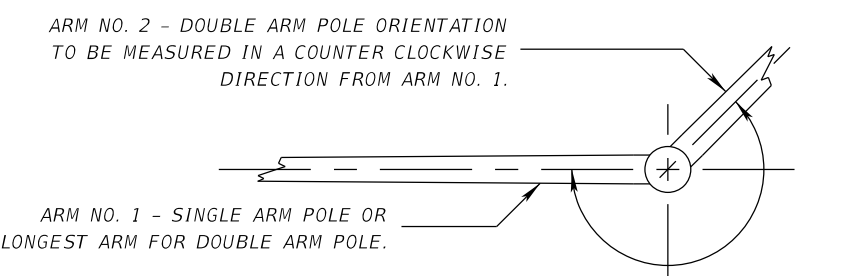 ARM NO. 2 - DOUBLE ARM POLE ORIENTATION
TO BE MEASURED IN A COUNTER CLOCKWISE
DIRECTION FROM ARM NO. 1.
ARM NO. 1 - SINGLE ARM POLE OR
LONGEST ARM FOR DOUBLE ARM POLE.